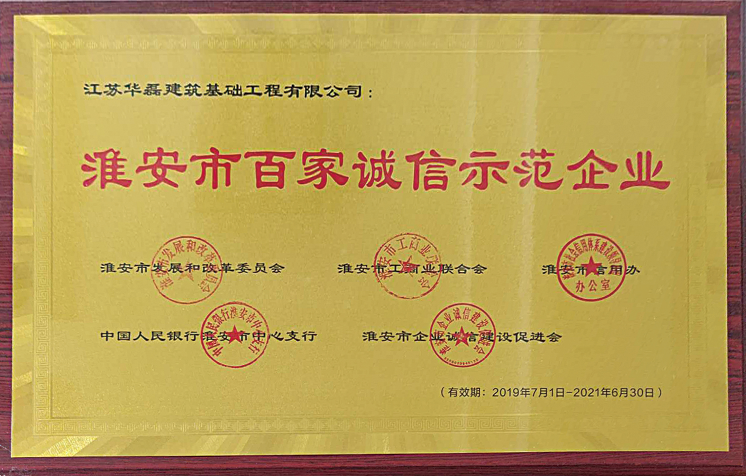 江苏华磊建筑基础工程有限公司：
淮安市百家诚信示范企业
淮安市发展和改革委员会 淮安市工商业联合会 淮安市信用办
办公室
中国人民银行淮安市中心支行 淮安市企业诚信建设促进会
（有效期：2019年7月1日-2021年6月30日）